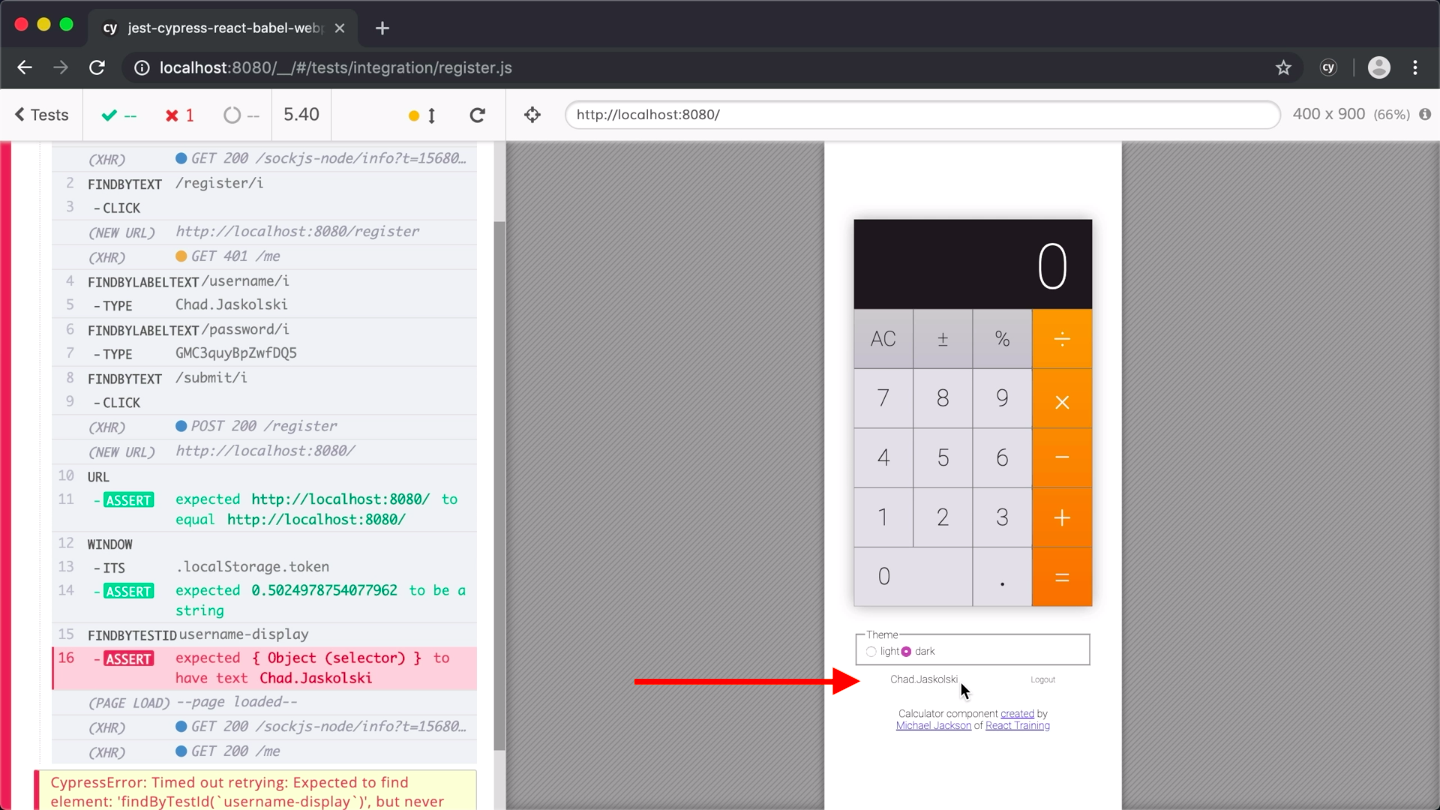 cy jest-cypress-react-babel-webp
localhost:8080/__/#/tests/integration/register.js
cy
Tests -- 1 -- 5.40
http://localhost:8080/
400 x 900 (66%)
(XHR) GET 200 /sockjs-node/info?t=15680…
2 FINDBYTEXT /register/i
3 -CLICK
(NEW URL) http://localhost:8080/register
(XHR) GET 401 /me
4 FINDBYLABELTEXT /username/i
5 -TYPE Chad.Jaskolski
6 FINDBYLABELTEXT /password/i
7 -TYPE GMC3quyBpZwfDQ5
8 FINDBYTEXT /submit/i
9 -CLICK
(XHR) POST 200 /register
(NEW URL) http://localhost:8080/
10 URL
11 -ASSERT expected http://localhost:8080/ to
equal http://localhost:8080/
12 WINDOW
13 -ITS .localStorage.token
14 -ASSERT expected 0.5024978754077962 to be a
string
15 FINDBYTESTID username-display
16 -ASSERT expected { Object (selector) } to
have text Chad.Jaskolski
(PAGE LOAD) --page loaded--
(XHR) GET 200 /sockjs-node/info?t=15680…
(XHR) GET 200 /me
CypressError: Timed out retrying: Expected to find
element: 'findByTestId(`username-display`)', but never
0
AC ± % ÷
7 8 9 ×
4 5 6 −
1 2 3 +
0 . =
Theme
light dark
Chad.Jaskolski Logout
Calculator component created by
Michael Jackson of React Training